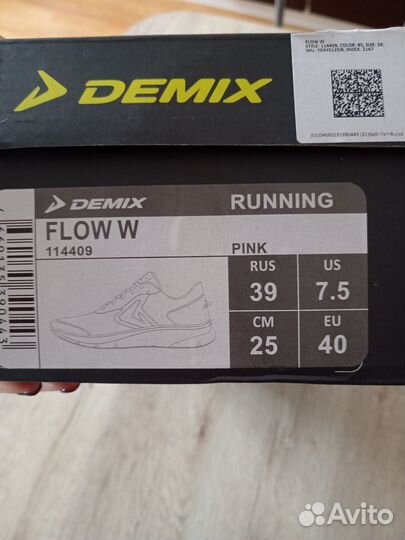 FLOW W
STYLE: 114409, COLOR: 85, SIZE: 39,
DEMIX
DEMIX
RUNNING
FLOW W
114409
PINK
RUS
US
39
7.5
CM
EU
25
40
Avito